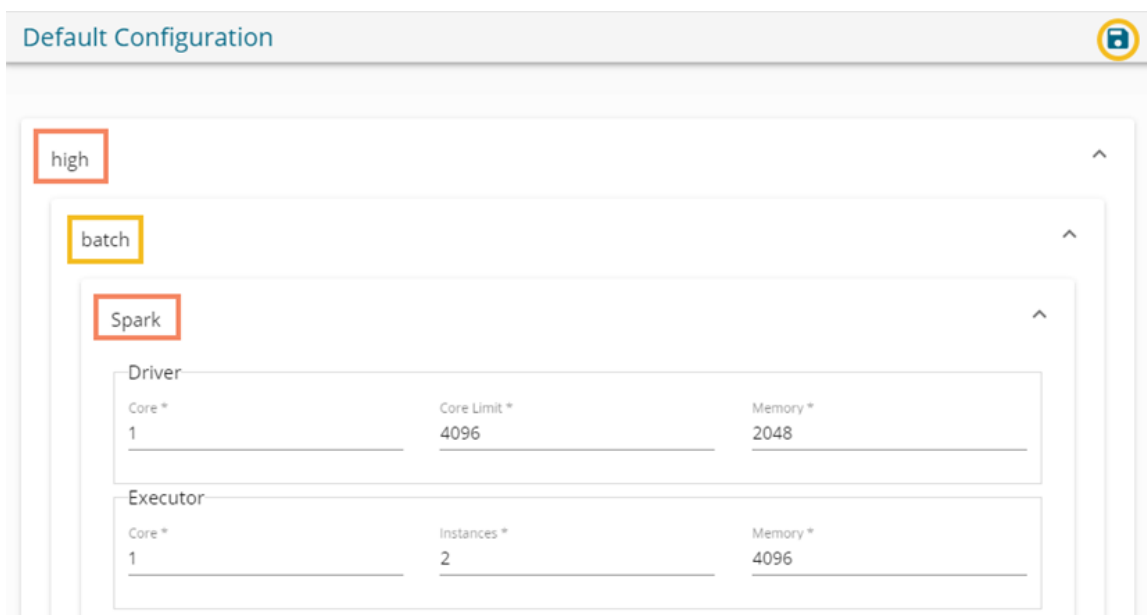 Default Configuration
high
batch
Spark
Driver
Core * Core Limit * Memory *
1 4096 2048
Executor
Core * Instances * Memory *
1 2 4096